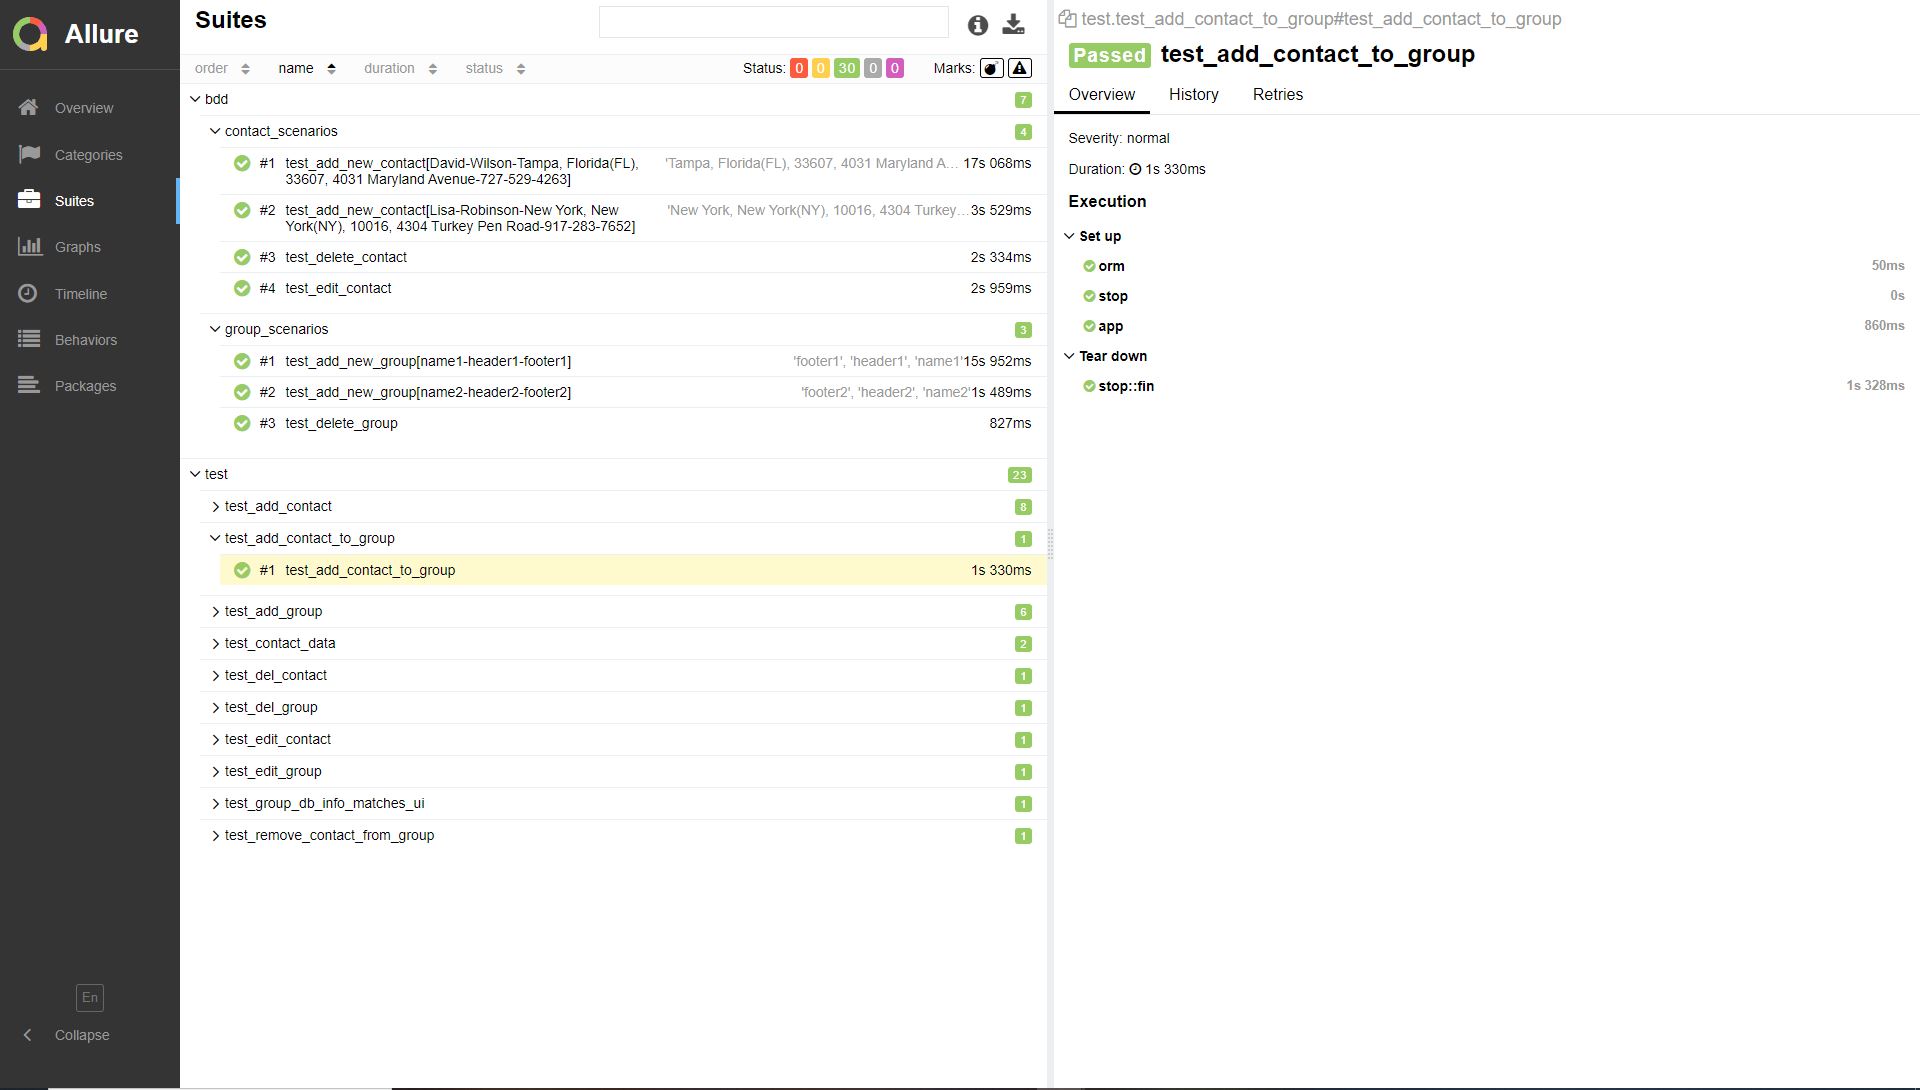 Allure
Overview
Categories
Suites
Graphs
Timeline
Behaviors
Packages
En
Collapse
Suites
order name duration status Status: 0 0 30 0 0 Marks:
bdd 7
contact_scenarios 4
#1 test_add_new_contact[David-Wilson-Tampa, Florida(FL), 'Tampa, Florida(FL), 33607, 4031 Maryland A... 17s 068ms
33607, 4031 Maryland Avenue-727-529-4263]
#2 test_add_new_contact[Lisa-Robinson-New York, New 'New York, New York(NY), 10016, 4304 Turkey... 3s 529ms
York(NY), 10016, 4304 Turkey Pen Road-917-283-7652]
#3 test_delete_contact 2s 334ms
#4 test_edit_contact 2s 959ms
group_scenarios 3
#1 test_add_new_group[name1-header1-footer1] 'footer1', 'header1', 'name1' 15s 952ms
#2 test_add_new_group[name2-header2-footer2] 'footer2', 'header2', 'name2' 1s 489ms
#3 test_delete_group 827ms
test 23
test_add_contact 8
test_add_contact_to_group 1
#1 test_add_contact_to_group 1s 330ms
test_add_group 6
test_contact_data 2
test_del_contact 1
test_del_group 1
test_edit_contact 1
test_edit_group 1
test_group_db_info_matches_ui 1
test_remove_contact_from_group 1
test.test_add_contact_to_group#test_add_contact_to_group
Passed test_add_contact_to_group
Overview History Retries
Severity: normal
Duration: 1s 330ms
Execution
Set up
orm 50ms
stop 0s
app 860ms
Tear down
stop::fin 1s 328ms